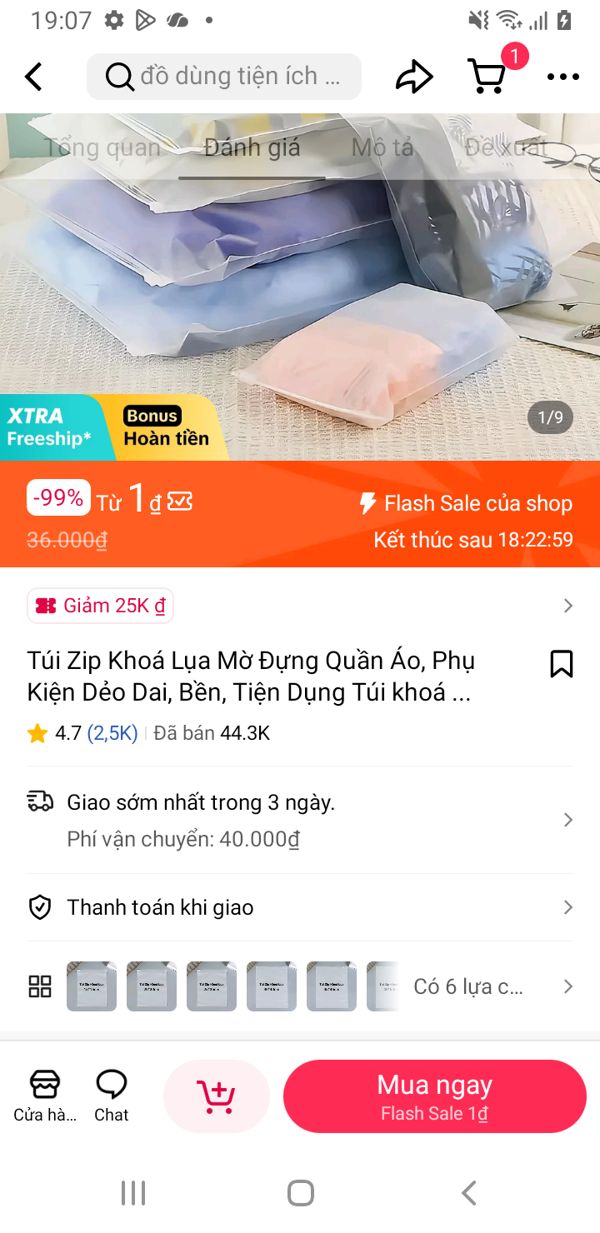 19:07
1
đồ dùng tiện ích ...
Tổng quan Đánh giá Mô tả Đề xuất
XTRA
Freeship*
Bonus
Hoàn tiền
1/9
-99% Từ 1₫
Flash Sale của shop
36.000₫
Kết thúc sau 18:22:59
Giảm 25K ₫
Túi Zip Khoá Lụa Mờ Đựng Quần Áo, Phụ
Kiện Dẻo Dai, Bền, Tiện Dụng Túi khoá ...
4.7 (2,5K) Đã bán 44.3K
Giao sớm nhất trong 3 ngày.
Phí vận chuyển: 40.000₫
Thanh toán khi giao
Có 6 lựa c...
Cửa hà...
Chat
Mua ngay
Flash Sale 1₫